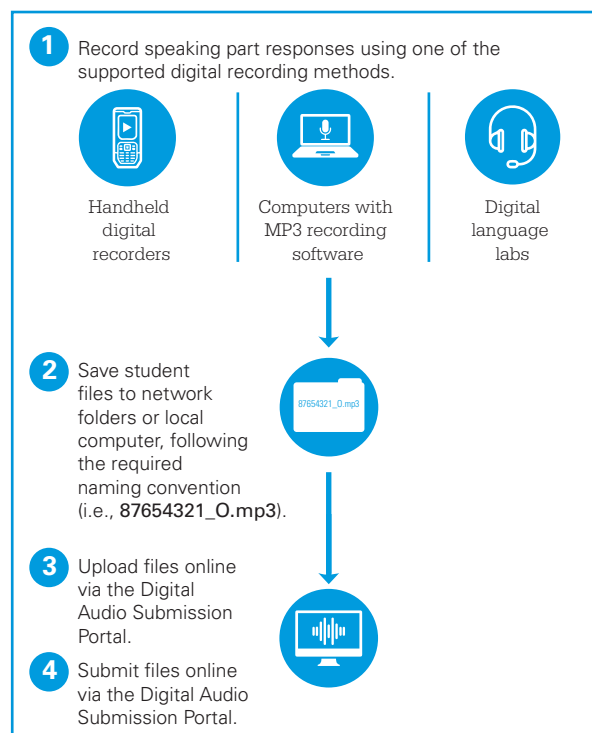 1 Record speaking part responses using one of the
supported digital recording methods.
Handheld
digital
recorders
Computers with
MP3 recording
software
Digital
language
labs
2 Save student
files to network
folders or local
computer, following
the required
naming convention
(i.e., 87654321_O.mp3).
87654321_O.mp3
3 Upload files online
via the Digital
Audio Submission
Portal.
4 Submit files online
via the Digital Audio
Submission Portal.